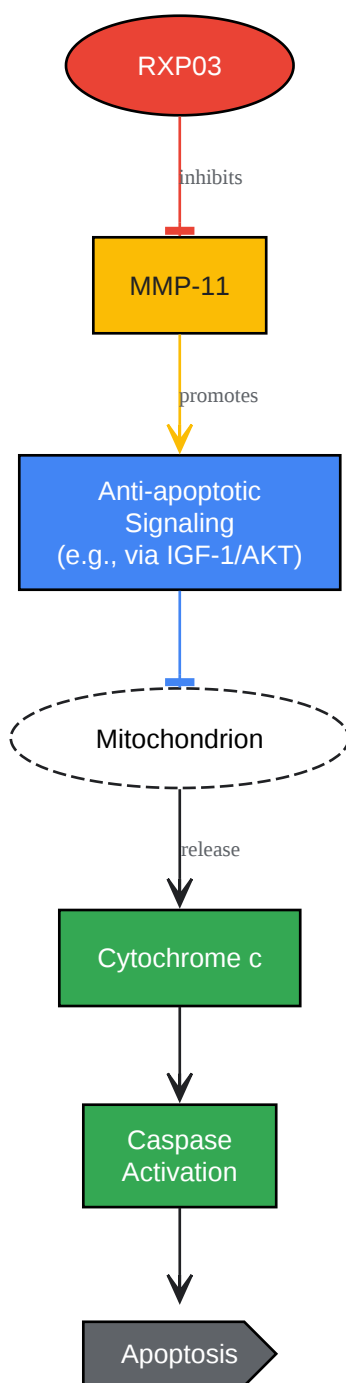 RXP03
inhibits
MMP-11
promotes
Anti-apoptotic
Signaling
(e.g., via IGF-1/AKT)
Mitochondrion
release
Cytochrome c
Caspase
Activation
Apoptosis